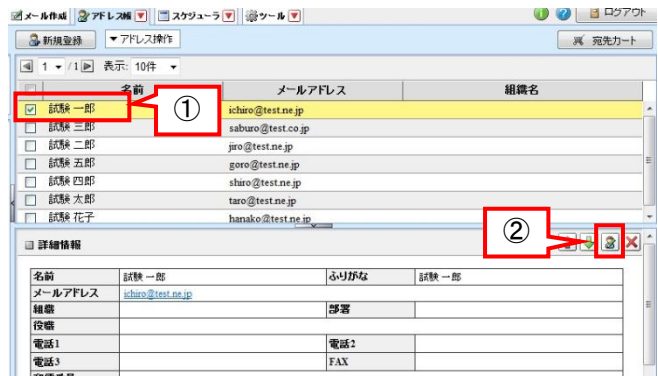 メール作成 アドレス帳 スケジューラ ツール ログアウト
新規登録 ▼アドレス操作 宛先カート
1 /1 表示: 10件
名前 メールアドレス 組織名
試験 一郎 ichiro@test.ne.jp
①
試験 三郎 saburo@test.co.jp
試験 二郎 jiro@test.ne.jp
試験 五郎 goro@test.ne.jp
試験 四郎 shiro@test.ne.jp
試験 太郎 taro@test.ne.jp
試験 花子 hanako@test.ne.jp
②
詳細情報
名前 試験 一郎 ふりがな 試験 一郎
メールアドレス ichiro@test.ne.jp
組織 部署
役職
電話1 電話2
電話3 FAX